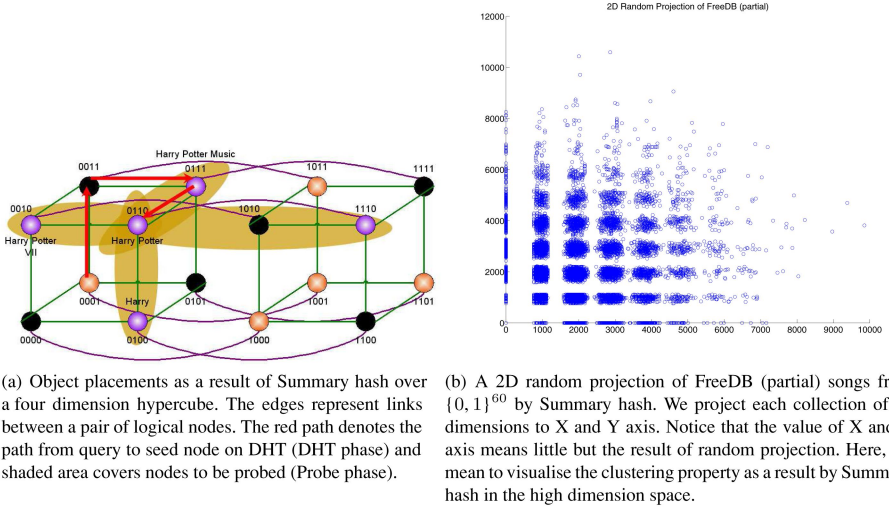 Harry Potter Music
0011
0111
1011
1111
0010
0110
1010
1110
Harry Potter
VII
Harry Potter
0001
Harry
0101
1001
1101
0000
0100
1000
1100
(a) Object placements as a result of Summary hash over
a four dimension hypercube. The edges represent links
between a pair of logical nodes. The red path denotes the
path from query to seed node on DHT (DHT phase) and
shaded area covers nodes to be probed (Probe phase).
2D Random Projection of FreeDB (partial)
12000
10000
8000
6000
4000
2000
0
0 1000 2000 3000 4000 5000 6000 7000 8000 9000 10000
(b) A 2D random projection of FreeDB (partial) songs fr
{0, 1}60 by Summary hash. We project each collection of
dimensions to X and Y axis. Notice that the value of X and
axis means little but the result of random projection. Here,
mean to visualise the clustering property as a result by Summ
hash in the high dimension space.